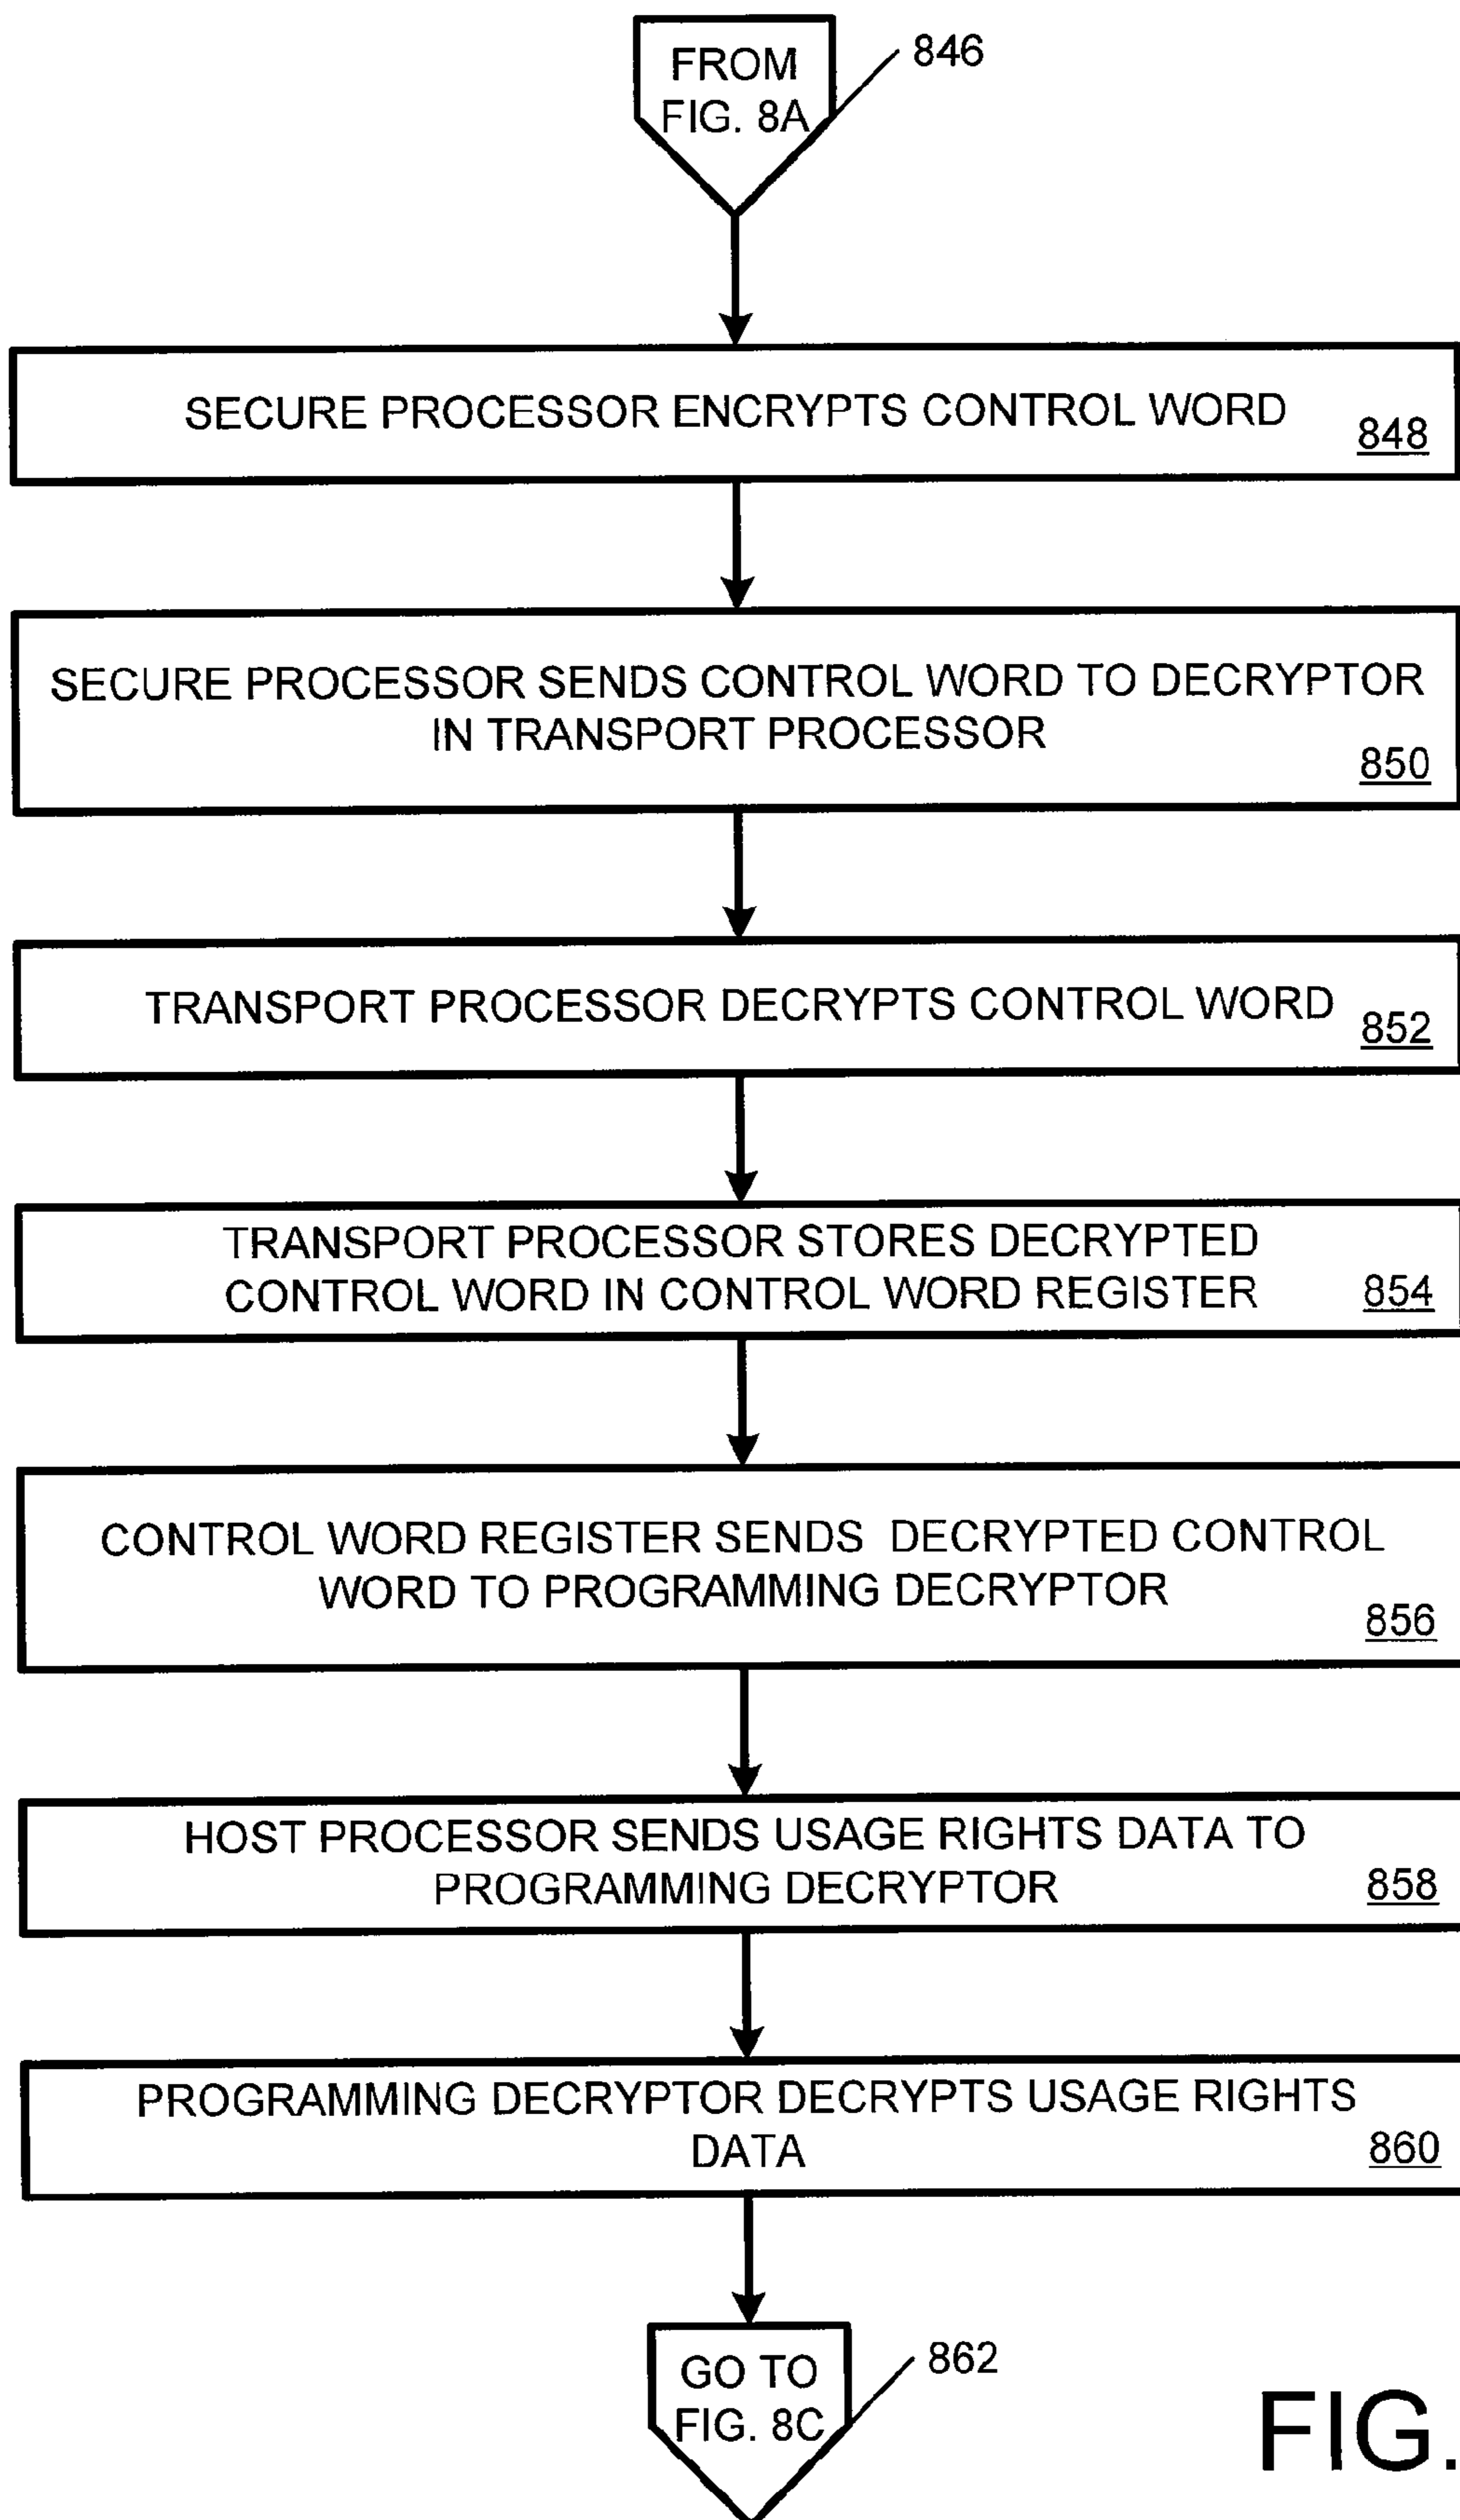 FROM
FIG. 8A
846
SECURE PROCESSOR ENCRYPTS CONTROL WORD
848
SECURE PROCESSOR SENDS CONTROL WORD TO DECRYPTOR
IN TRANSPORT PROCESSOR
850
TRANSPORT PROCESSOR DECRYPTS CONTROL WORD
852
TRANSPORT PROCESSOR STORES DECRYPTED
CONTROL WORD IN CONTROL WORD REGISTER
854
CONTROL WORD REGISTER SENDS DECRYPTED CONTROL
WORD TO PROGRAMMING DECRYPTOR
856
HOST PROCESSOR SENDS USAGE RIGHTS DATA TO
PROGRAMMING DECRYPTOR
858
PROGRAMMING DECRYPTOR DECRYPTS USAGE RIGHTS
DATA
860
GO TO
FIG. 8C
862
FIG.